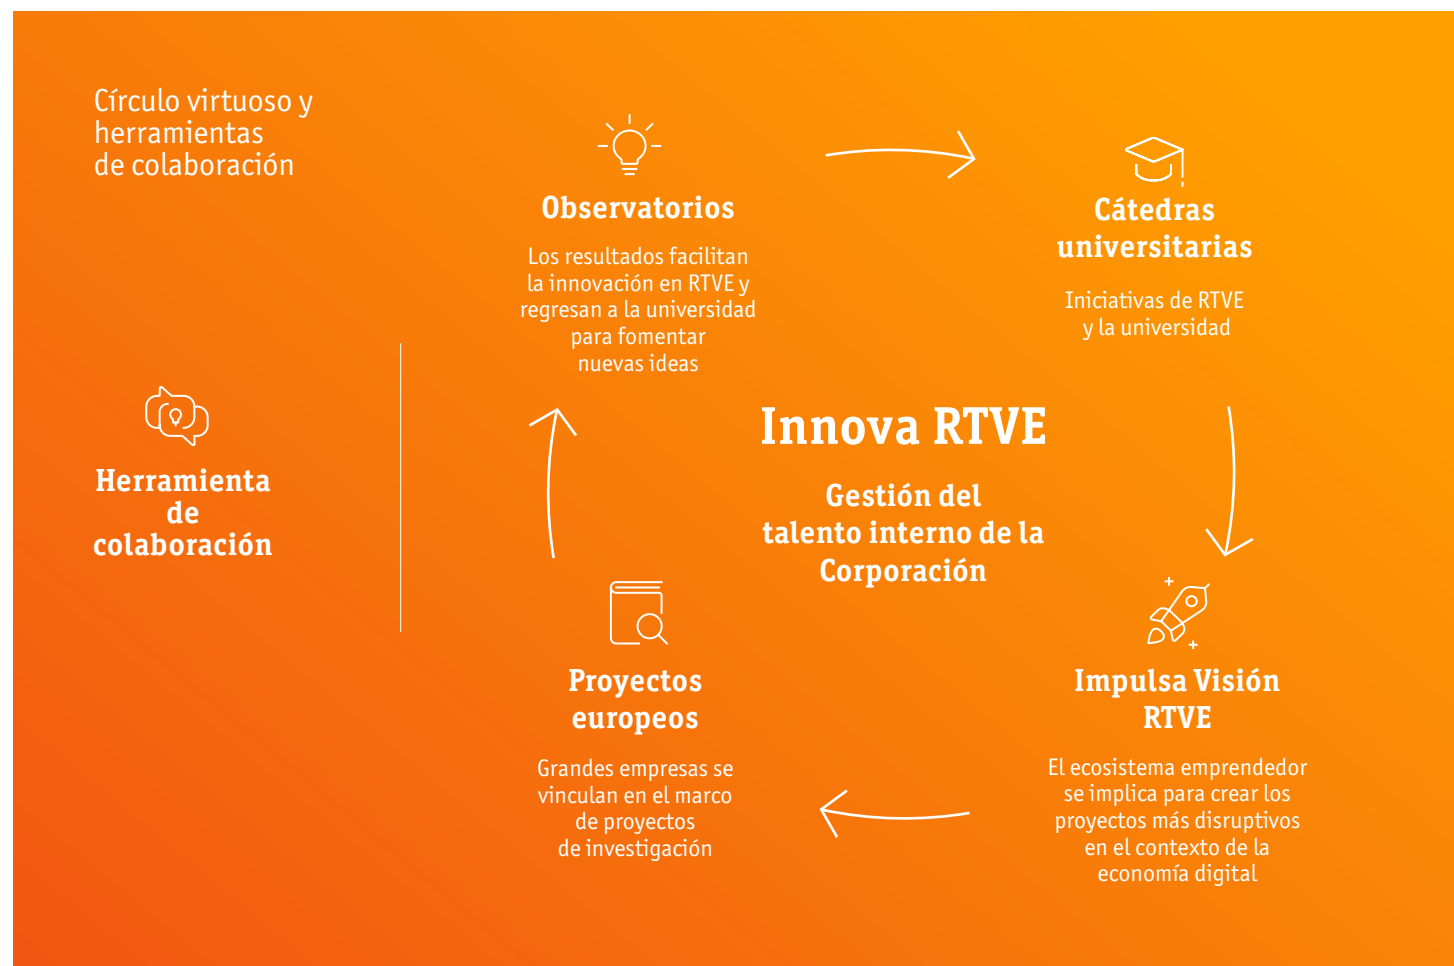 Círculo virtuoso y
herramientas
de colaboración
Herramienta
de
colaboración
Observatorios
Los resultados facilitan
la innovación en RTVE y
regresan a la universidad
para fomentar
nuevas ideas
Cátedras
universitarias
Iniciativas de RTVE
y la universidad
Innova RTVE
Gestión del
talento interno de la
Corporación
Proyectos
europeos
Grandes empresas se
vinculan en el marco
de proyectos
de investigación
Impulsa Visión
RTVE
El ecosistema emprendedor
se implica para crear los
proyectos más disruptivos
en el contexto de la
economía digital